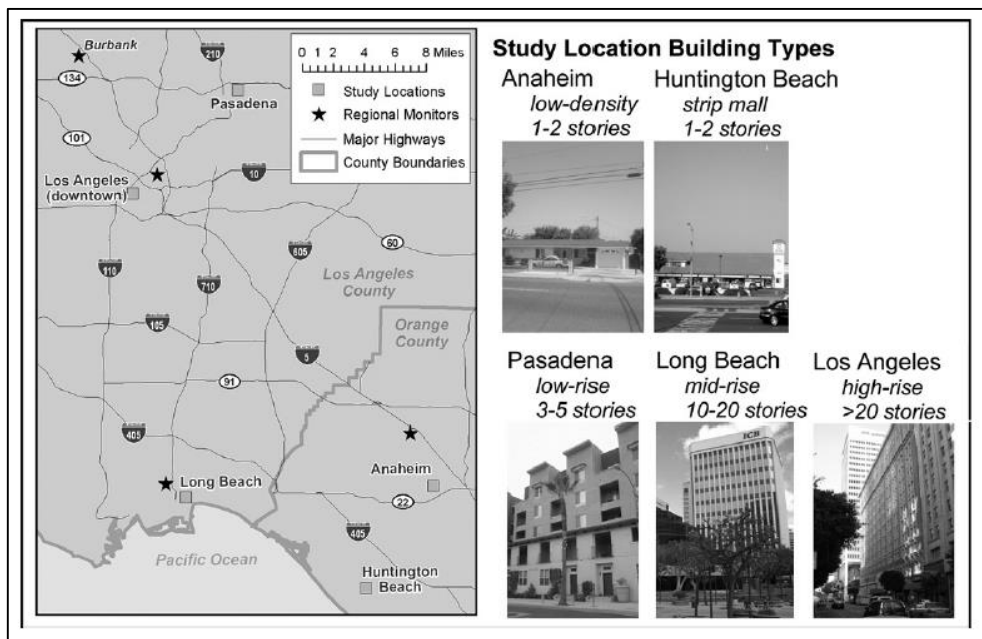 Burbank
210
134
Pasadena
101
Los Angeles
(downtown)
10
60
110
710
605
Los Angeles
County
105
Orange
County
5
91
405
Long Beach
Anaheim
22
405
Pacific Ocean
Huntington
Beach
0 1 2 4 6 8 Miles
Study Locations
Regional Monitors
Major Highways
County Boundaries
Study Location Building Types
Anaheim
low-density
1-2 stories
Huntington Beach
strip mall
1-2 stories
Pasadena
low-rise
3-5 stories
Long Beach
mid-rise
10-20 stories
ICB
Los Angeles
high-rise
>20 stories